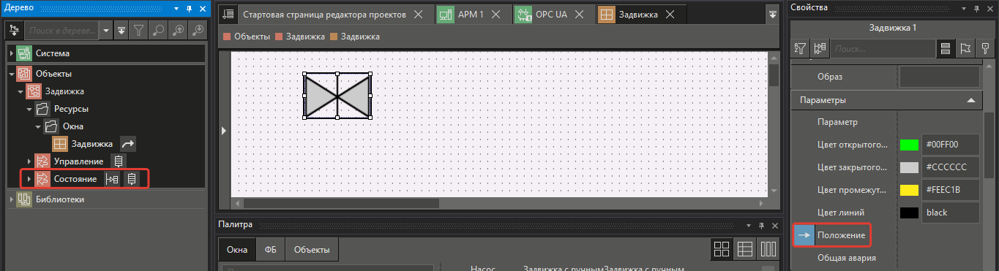 Дерево
Поиск в дереве...
Система
Объекты
Задвижка
Ресурсы
Окна
Задвижка
Управление
Состояние
Библиотеки
Стартовая страница редактора проектов
АРМ 1
OPC UA
Задвижка
Объекты Задвижка Задвижка
Палитра
Окна ФБ Объекты
Насос Задвижка с ручным Задвижка с ручным
Свойства
Задвижка 1
Поиск...
Образ
Параметры
Параметр
Цвет открытого... #00FF00
Цвет закрытого... #CCCCCC
Цвет промежут... #FEEC1B
Цвет линий black
Положение
Общая авария